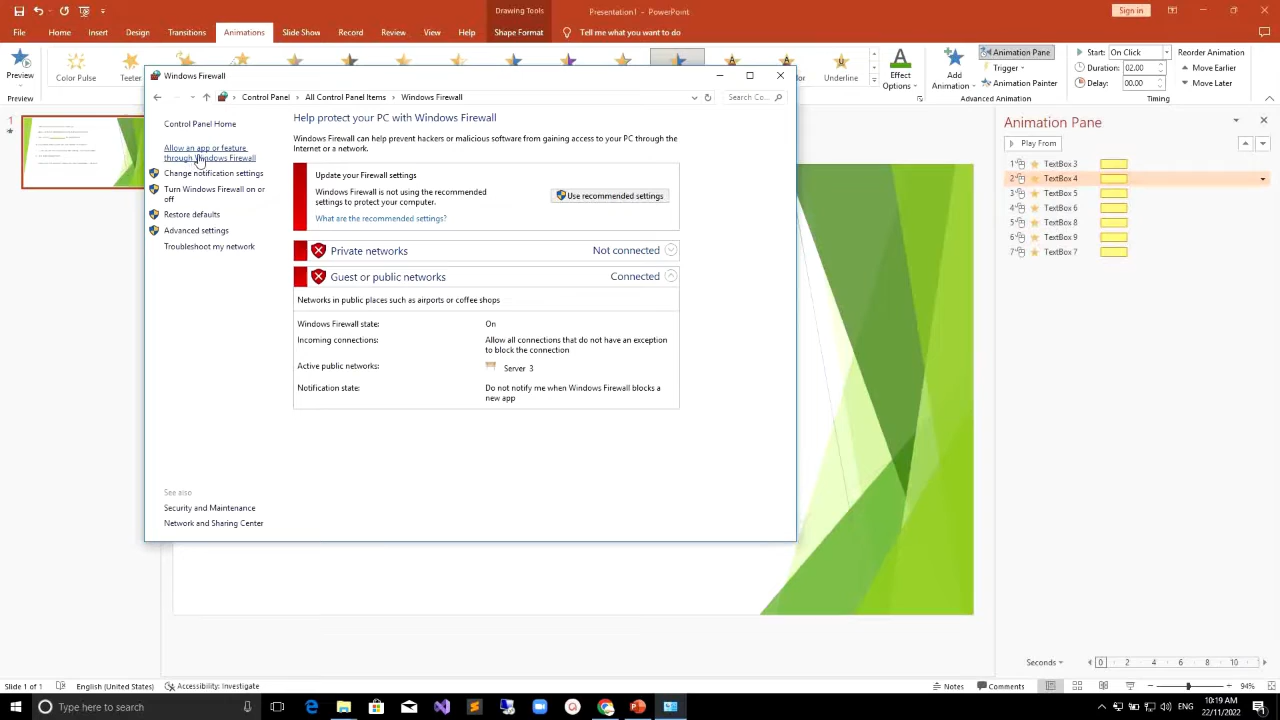 Drawing Tools
Presentation1 - PowerPoint
Sign in
File
Home
Insert
Design
Transitions
Animations
Slide Show
Record
Review
View
Help
Shape Format
Tell me what you want to do
Preview
Color Pulse
Teeter
Underline
Effect
Options
Add
Animation
Animation Pane
Trigger
Animation Painter
Start:
On Click
Duration:
02.00
Delay:
00.00
Reorder Animation
Move Earlier
Move Later
Preview
Advanced Animation
Timing
Windows Firewall
Control Panel
All Control Panel Items
Windows Firewall
Search Co...
Control Panel Home
Allow an app or feature
through Windows Firewall
Change notification settings
Turn Windows Firewall on or
off
Restore defaults
Advanced settings
Troubleshoot my network
See also
Security and Maintenance
Network and Sharing Center
Help protect your PC with Windows Firewall
Windows Firewall can help prevent hackers or malicious software from gaining access to your PC through the
Internet or a network.
Update your Firewall settings
Windows Firewall is not using the recommended
settings to protect your computer.
What are the recommended settings?
Use recommended settings
Private networks
Not connected
Guest or public networks
Connected
Networks in public places such as airports or coffee shops
Windows Firewall state:
On
Incoming connections:
Allow all connections that do not have an exception
to block the connection
Active public networks:
Server 3
Notification state:
Do not notify me when Windows Firewall blocks a
new app
1
Animation Pane
Play From
1 TextBox 3
2 TextBox 4
3 TextBox 5
4 TextBox 6
5 TextBox 8
6 TextBox 9
7 TextBox 7
Seconds
0 2 4 6 8 10
Slide 1 of 1
English (United States)
Accessibility: Investigate
Notes
Comments
94%
Type here to search
ENG
10:19 AM
22/11/2022